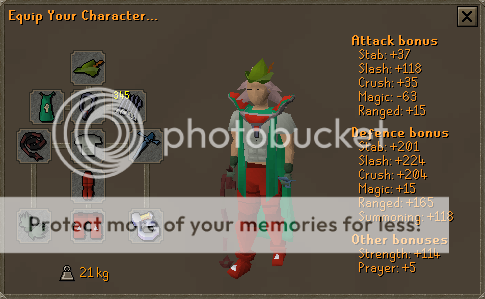 Equip Your Character...
Attack bonus
Stab: +37
Slash: +118
Crush: +35
Magic: -63
Ranged: +15
345
photobucket
Defence bonus
Stab: +201
Slash: +224
Crush: +204
Magic: +15
Ranged: +165
Summoning: +118
Protect more of your memories for less!
Other bonuses
Strength: +114
Prayer: +5
21 kg